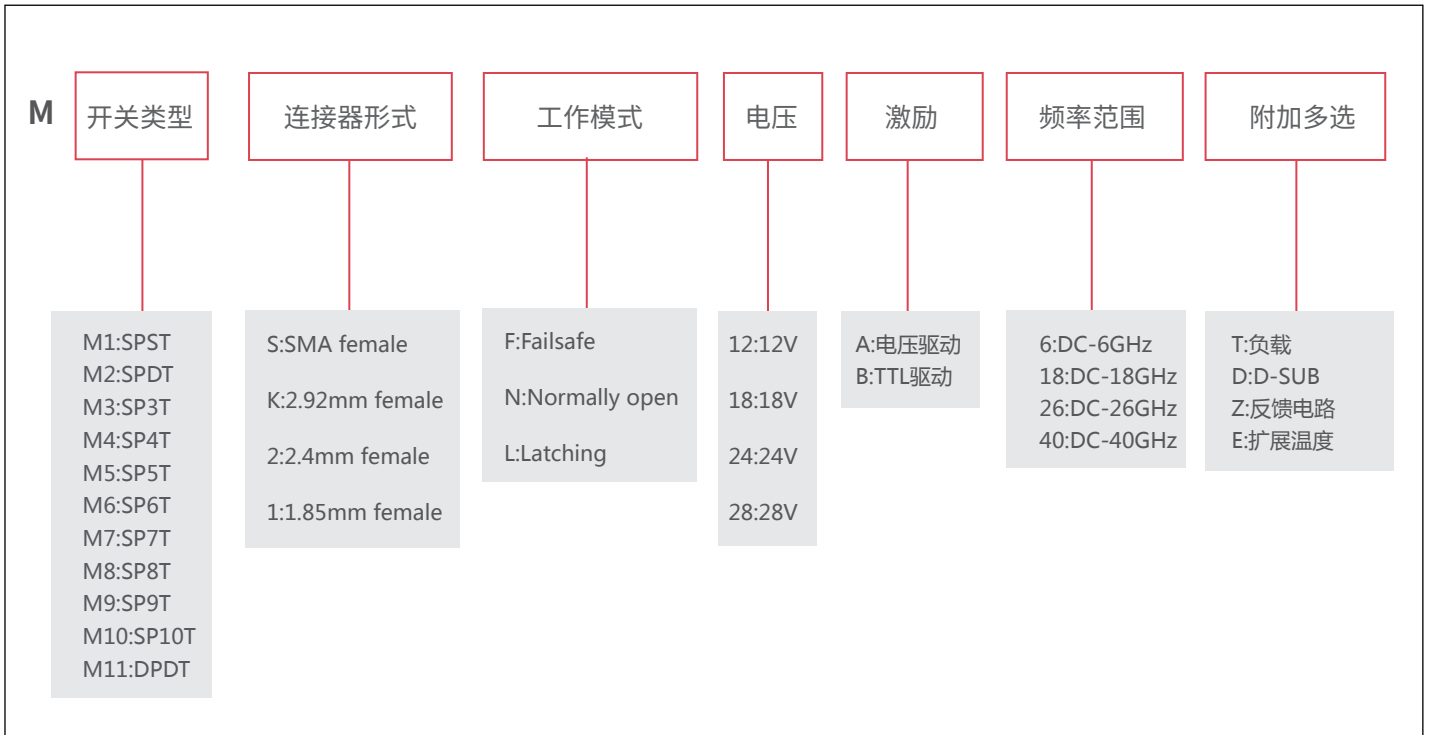 M
开关类型
连接器形式
工作模式
电压
激励
频率范围
附加多选
M1:SPST
M2:SPDT
M3:SP3T
M4:SP4T
M5:SP5T
M6:SP6T
M7:SP7T
M8:SP8T
M9:SP9T
M10:SP10T
M11:DPDT
S:SMA female
K:2.92mm female
2:2.4mm female
1:1.85mm female
F:Failsafe
N:Normally open
L:Latching
12:12V
18:18V
24:24V
28:28V
A:电压驱动
B:TTL驱动
6:DC-6GHz
18:DC-18GHz
26:DC-26GHz
40:DC-40GHz
T:负载
D:D-SUB
Z:反馈电路
E:扩展温度